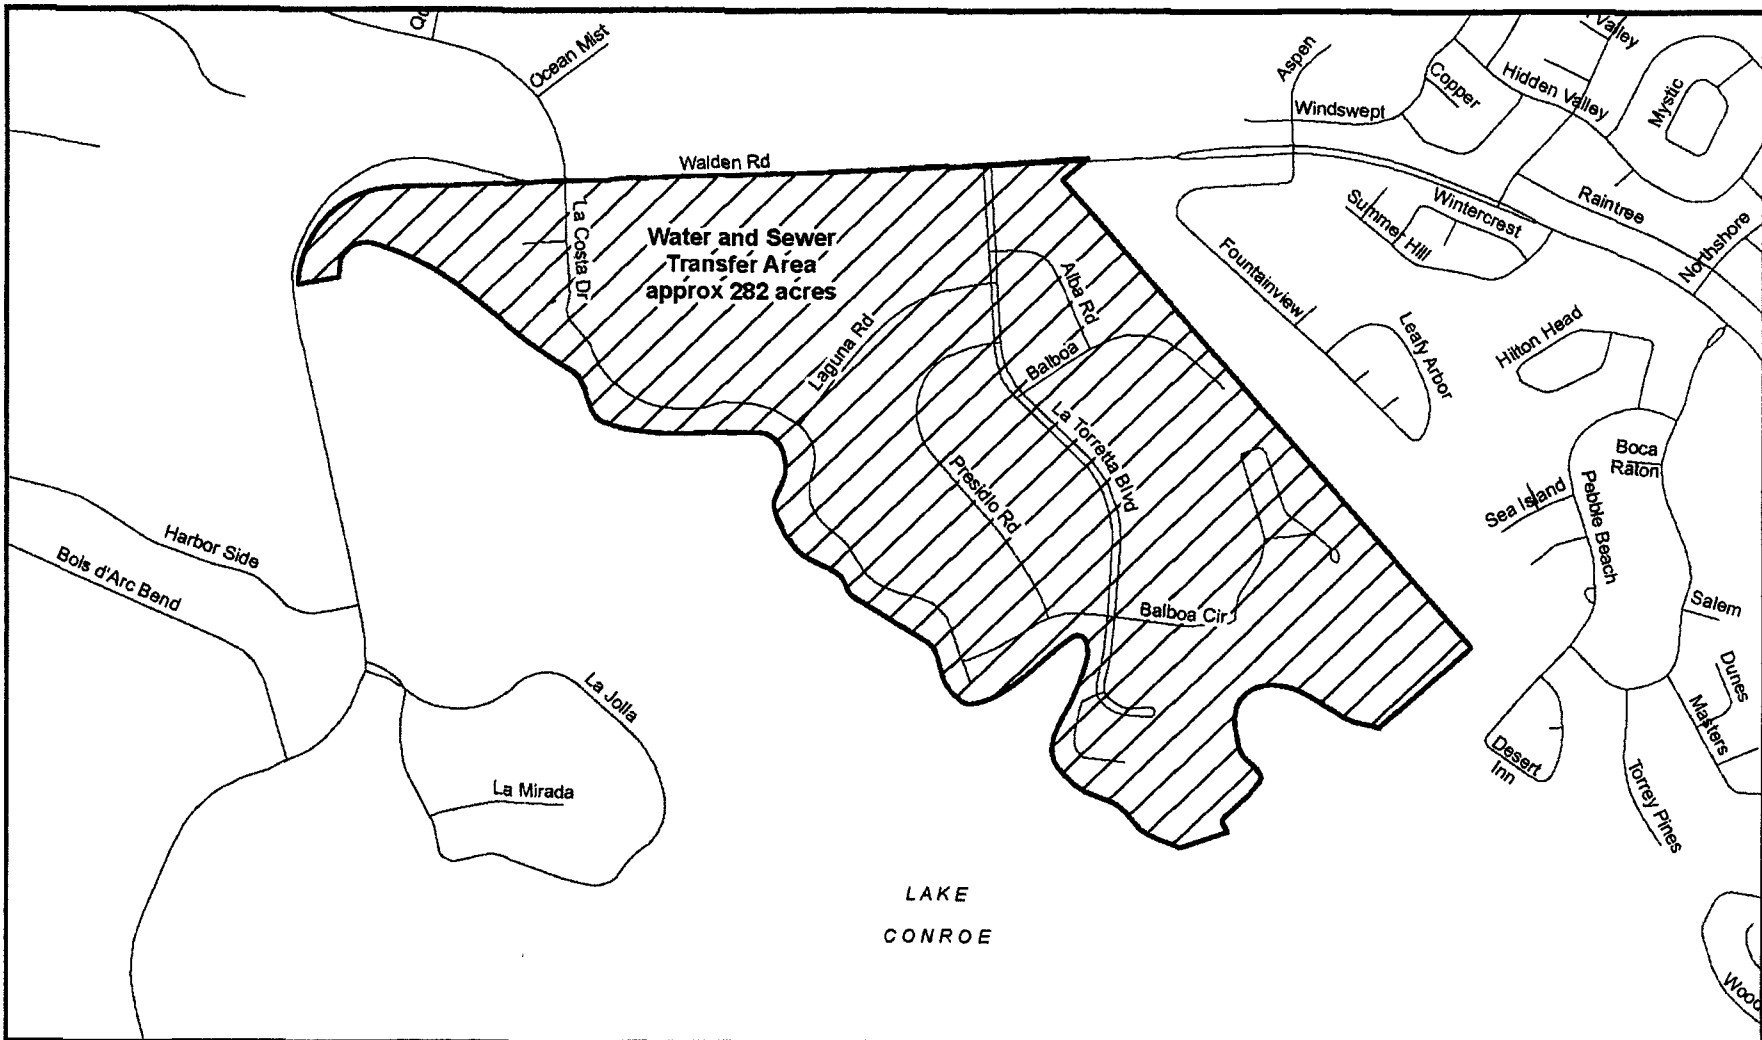 Ocean Mist
Aspen
Valley
Copper
Hidden Valley
Mystic
Windswept
Walden Rd
Summer Hill
Wintercrest
Raintree
Northshore
La Costa Dr
Water and Sewer
Transfer Area
approx 282 acres
Fountainview
Alba Rd
Laguna Rd
Leafy Arbor
Hilton Head
Balboa
La Torretta Blvd
Boca
Raton
Presidio Rd
Sea Island
Pebble Beach
Harbor Side
Bois d'Arc Bend
Balboa Cir
Salem
Dunes
La Jolla
Masters
Desert
Inn
La Mirada
Torrey Pines
LAKE
CONROE